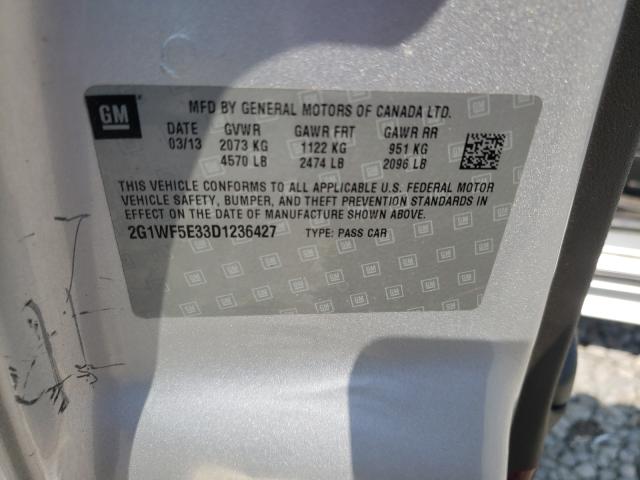 GM
MFD BY GENERAL MOTORS OF CANADA LTD.
DATE GVWR GAWR FRT GAWR RR
03/13 2073 KG 1122 KG 951 KG
4570 LB 2474 LB 2096 LB
THIS VEHICLE CONFORMS TO ALL APPLICABLE U.S. FEDERAL MOTOR
VEHICLE SAFETY, BUMPER, AND THEFT PREVENTION STANDARDS IN
EFFECT ON THE DATE OF MANUFACTURE SHOWN ABOVE.
2G1WF5E33D1236427 TYPE: PASS CAR